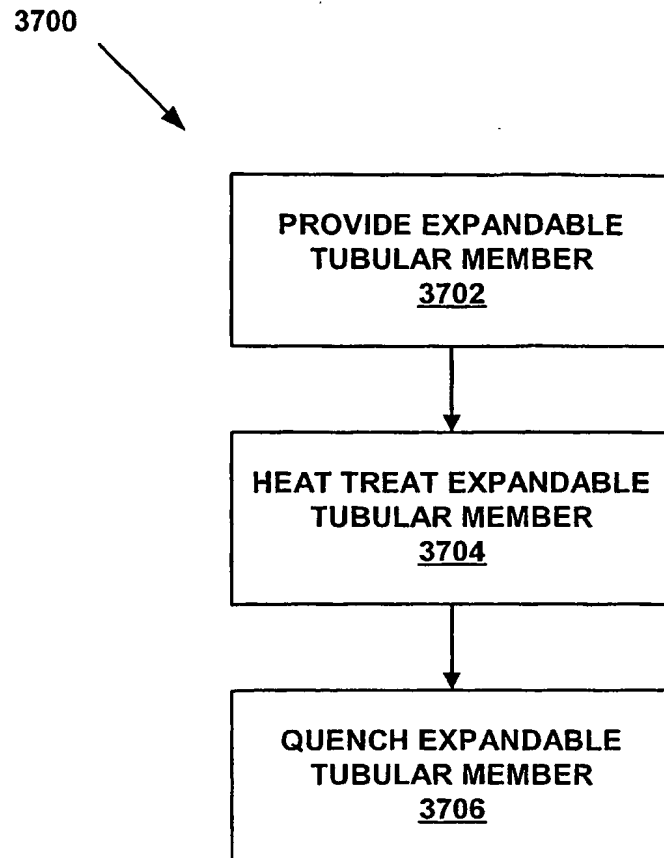 3700
PROVIDE EXPANDABLE
TUBULAR MEMBER
3702
HEAT TREAT EXPANDABLE
TUBULAR MEMBER
3704
QUENCH EXPANDABLE
TUBULAR MEMBER
3706